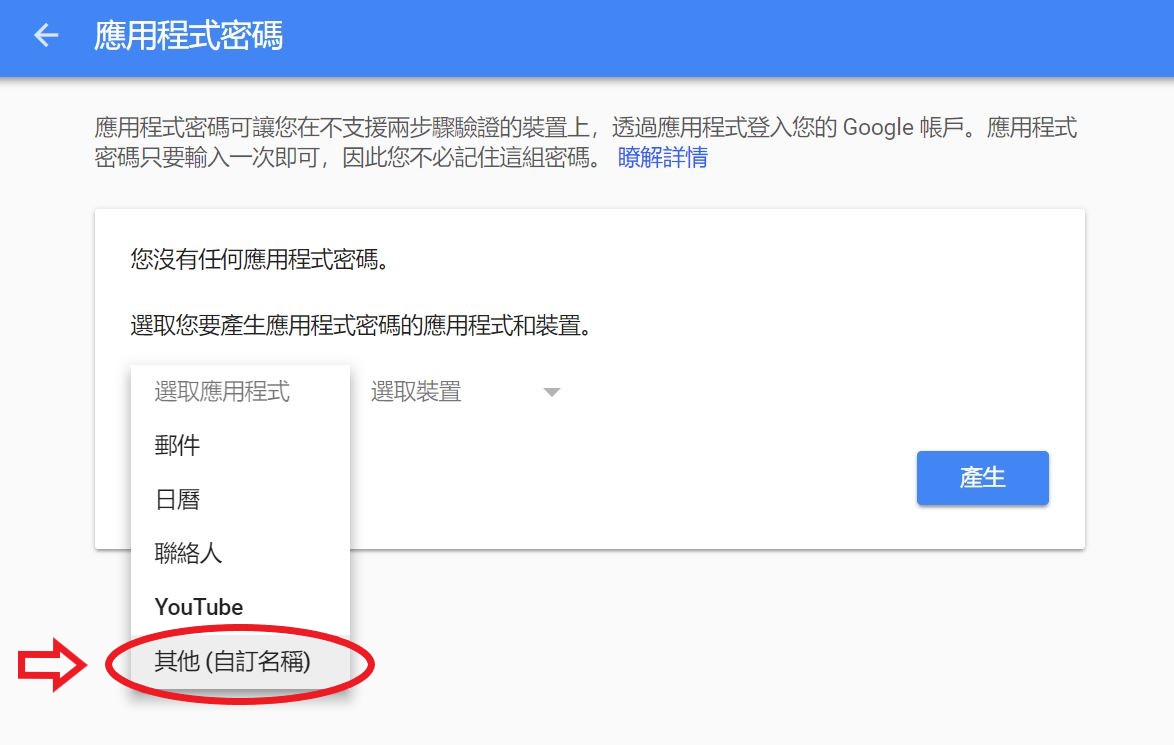 應用程式密碼
應用程式密碼可讓您在不支援兩步驟驗證的裝置上，透過應用程式登入您的 Google 帳戶。應用程式
密碼只要輸入一次即可，因此您不必記住這組密碼。 瞭解詳情
您沒有任何應用程式密碼。
選取您要產生應用程式密碼的應用程式和裝置。
選取應用程式 選取裝置
郵件
日曆
產生
聯絡人
YouTube
其他 (自訂名稱)